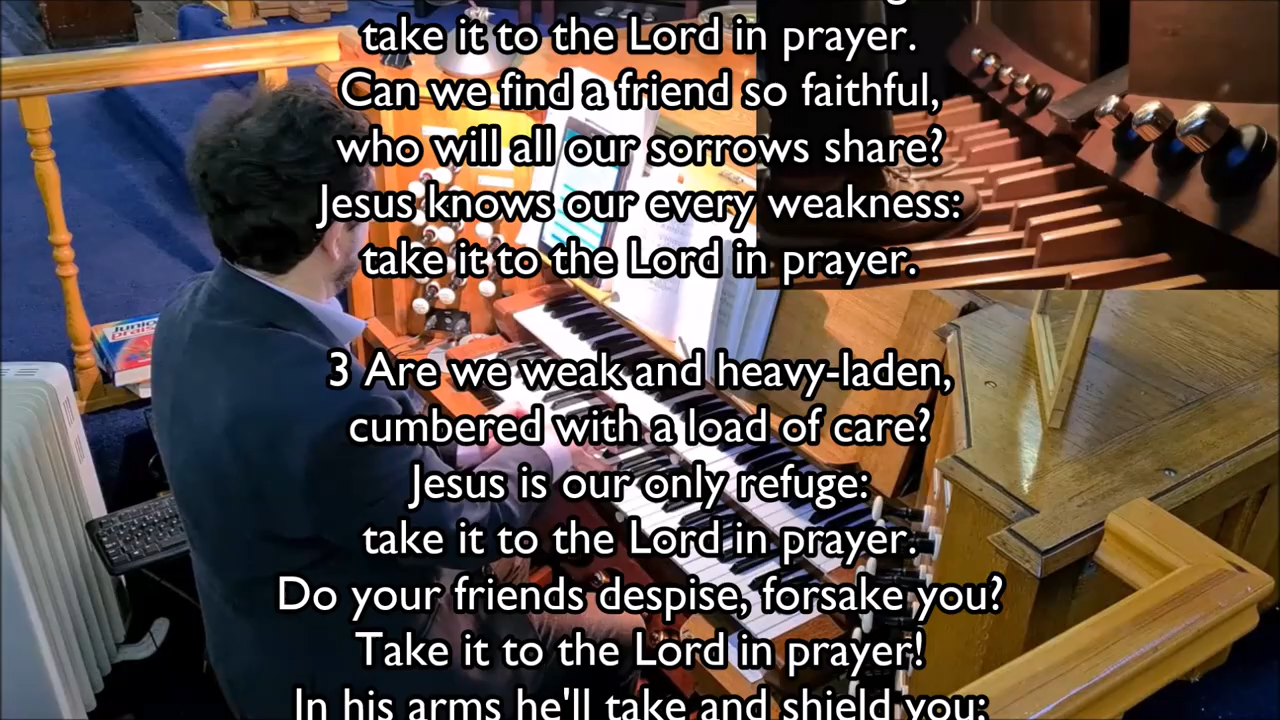 take it to the Lord in prayer.
Can we find a friend so faithful,
who will all our sorrows share?
Jesus knows our every weakness:
take it to the Lord in prayer.
3 Are we weak and heavy-laden,
cumbered with a load of care?
Jesus is our only refuge:
take it to the Lord in prayer.
Do your friends despise, forsake you?
Take it to the Lord in prayer!
In his arms he'll take and shield you;
Junior
praise